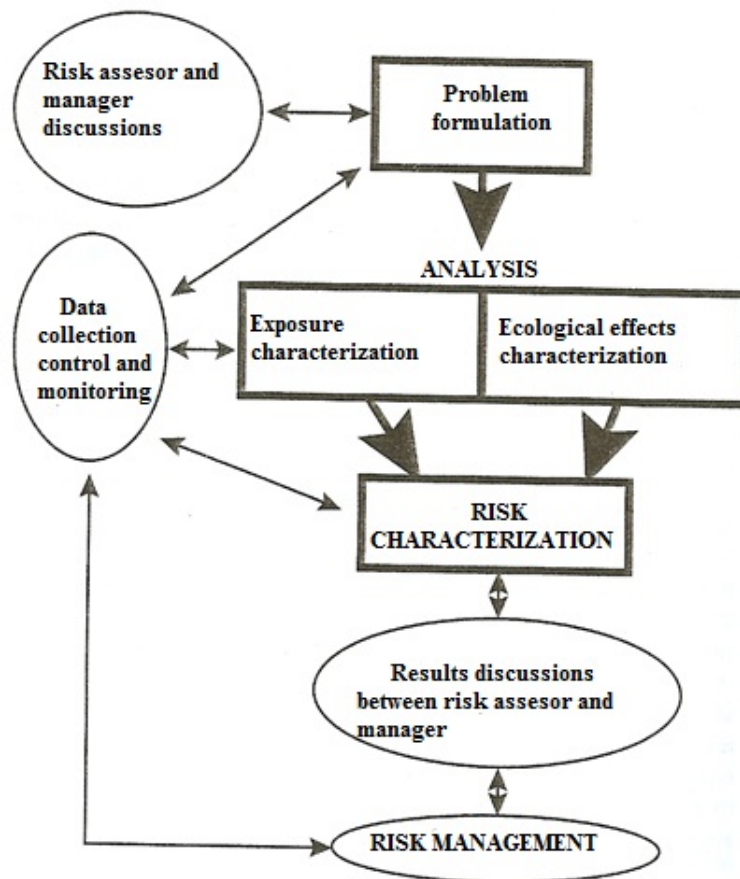 Risk assesor and
manager
discussions
Problem
formulation
ANALYSIS
Data
collection
control and
monitoring
Exposure
characterization
Ecological effects
characterization
RISK
CHARACTERIZATION
Results discussions
between risk assesor and
manager
RISK MANAGEMENT